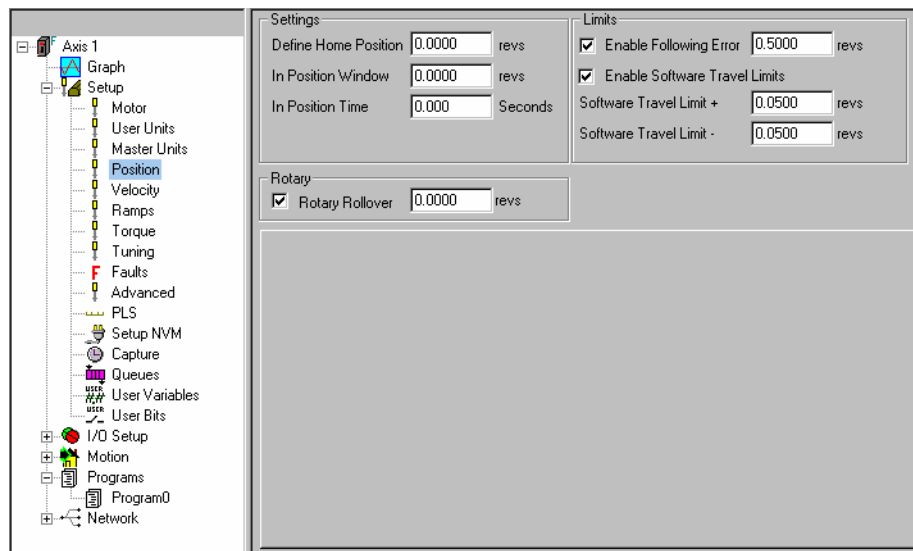 Axis 1
Graph
Setup
Motor
User Units
Master Units
Position
Velocity
Ramps
Torque
Tuning
F Faults
Advanced
PLS
Setup NVM
Capture
Queues
USER
#.# User Variables
USER
User Bits
I/O Setup
Motion
Programs
Program0
Network
Settings
Define Home Position 0.0000 revs
In Position Window 0.0000 revs
In Position Time 0.000 Seconds
Limits
Enable Following Error 0.5000 revs
Enable Software Travel Limits
Software Travel Limit + 0.0500 revs
Software Travel Limit - 0.0500 revs
Rotary
Rotary Rollover 0.0000 revs